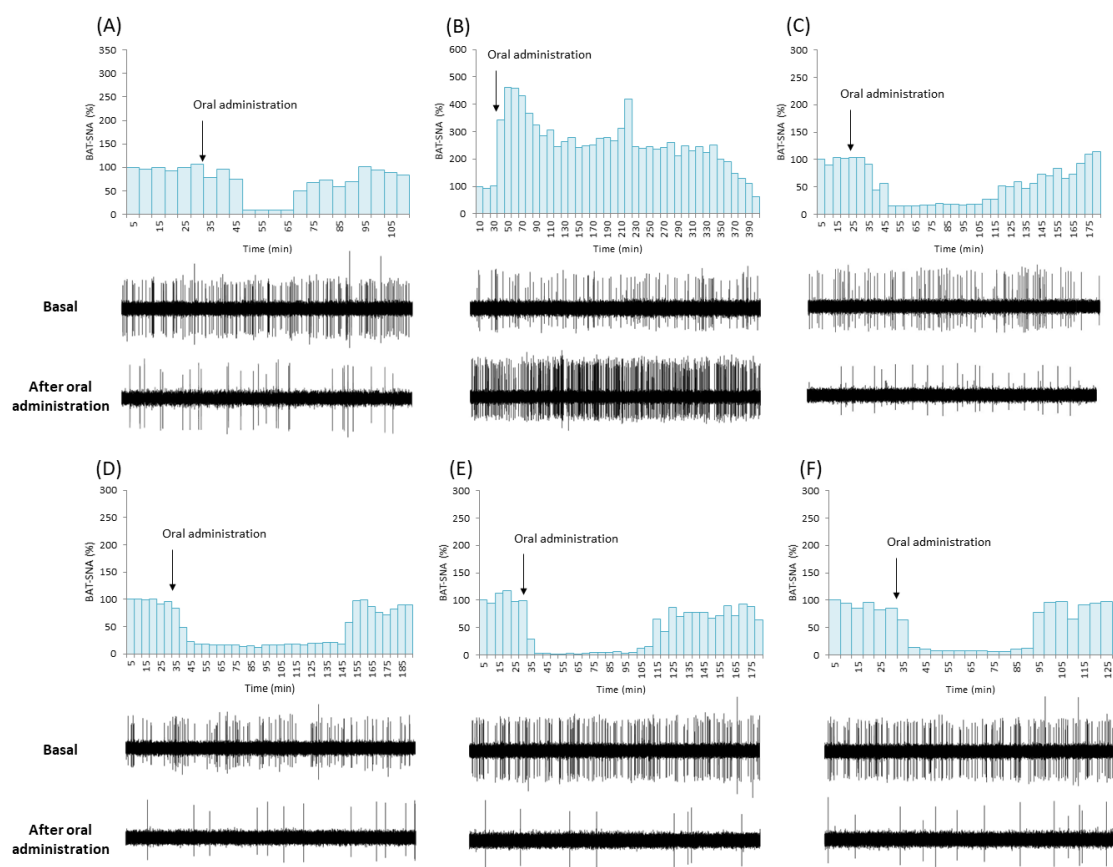 (A)
350
300
250
200
150
100
50
0
BAT-SNA (%)
Oral administration
5 15 25 35 45 55 65 75 85 95 105
Time (min)
(B)
600
500
400
300
200
100
0
BAT-SNA (%)
Oral administration
10 30 50 70 90 110 130 150 170 190 210 230 250 270 290 310 330 350 370 390
Time (min)
(C)
300
250
200
150
100
50
0
BAT-SNA (%)
Oral administration
5 15 25 35 45 55 65 75 85 95 105 115 125 135 145 155 165 175
Time (min)
Basal
After oral
administration
(D)
300
250
200
150
100
50
0
BAT-SNA (%)
Oral administration
5 15 25 35 45 55 65 75 85 95 105 115 125 135 145 155 165 175 185
Time (min)
(E)
300
250
200
150
100
50
0
BAT-SNA (%)
Oral administration
5 15 25 35 45 55 65 75 85 95 105 115 125 135 145 155 165 175
Time (min)
(F)
300
250
200
150
100
50
0
BAT-SNA (%)
Oral administration
5 15 25 35 45 55 65 75 85 95 105 115 125
Time (min)
Basal
After oral
administration